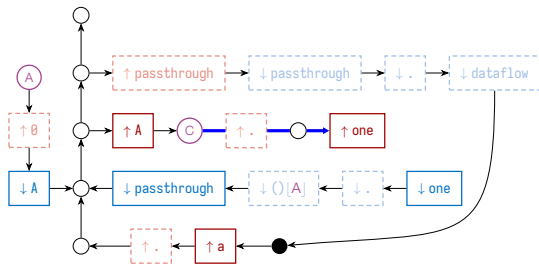 ↑passthrough ↓passthrough ↓. ↓dataflow
A
↑0 ↑A C ↑. ↑one
↓A ↓passthrough ↓()[A] ↓. ↓one
↑. ↑a